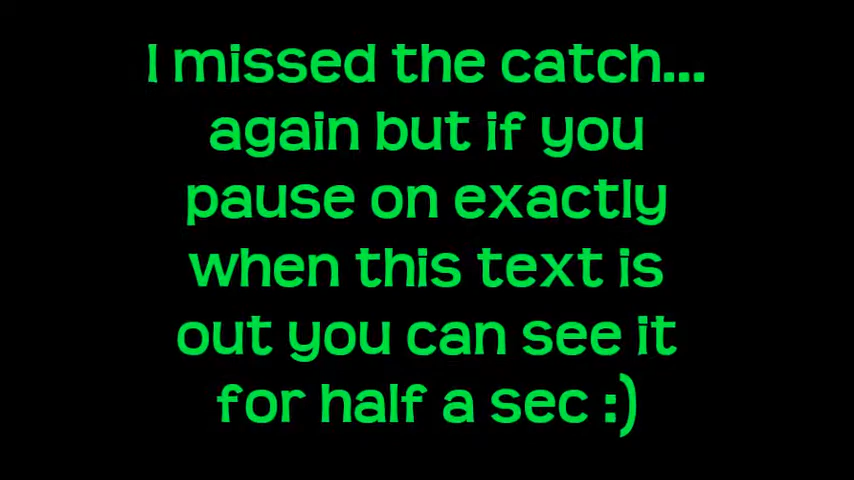 I missed the catch...
again but if you
pause on exactly
when this text is
out you can see it
for half a sec :)